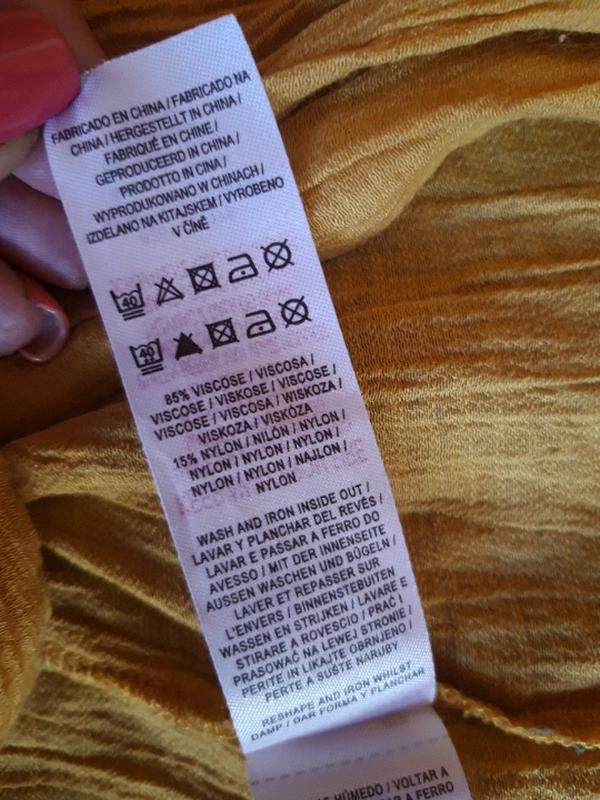 FABRICADO EN CHINA / FABRICADO NA
CHINA / HERGESTELLT IN CHINA /
FABRIQUÉ EN CHINE /
GEPRODUCEERD IN CHINA /
PRODOTTO IN CINA /
WYPRODUKOWANO W CHINACH /
IZDELANO NA KITAJSKEM / VYROBENO
V ČÍNĚ
40
40
85% VISCOSE / VISCOSA /
VISCOSE / VISKOSE / VISCOSE /
VISCOSE / VISCOSA / WISKOZA /
VISKOZA / VISKÓZA
15% NYLON / NILÓN / NYLON /
NYLON / NYLON / NYLON /
NYLON / NYLON / NAJLON /
NYLON
WASH AND IRON INSIDE OUT /
LAVAR Y PLANCHAR DEL REVÉS /
LAVAR E PASSAR A FERRO DO
AVESSO / MIT DER INNENSEITE
AUSSEN WASCHEN UND BÜGELN /
LAVER ET REPASSER SUR
L'ENVERS / BINNENSTEBUITEN
WASSEN EN STRIJKEN / LAVARE E
STIRARE A ROVESCIO / PRAĆ I
PRASOWAĆ NA LEWEJ STRONIE /
PERITE IN LIKAJTE OBRNJENO /
PERTE A SUŠTE NARUBY
RESHAPE AND IRON WHILST
DAMP / DAR FORMA Y PLANCHAR
HÚMEDO / VOLTAR A
A FERRO